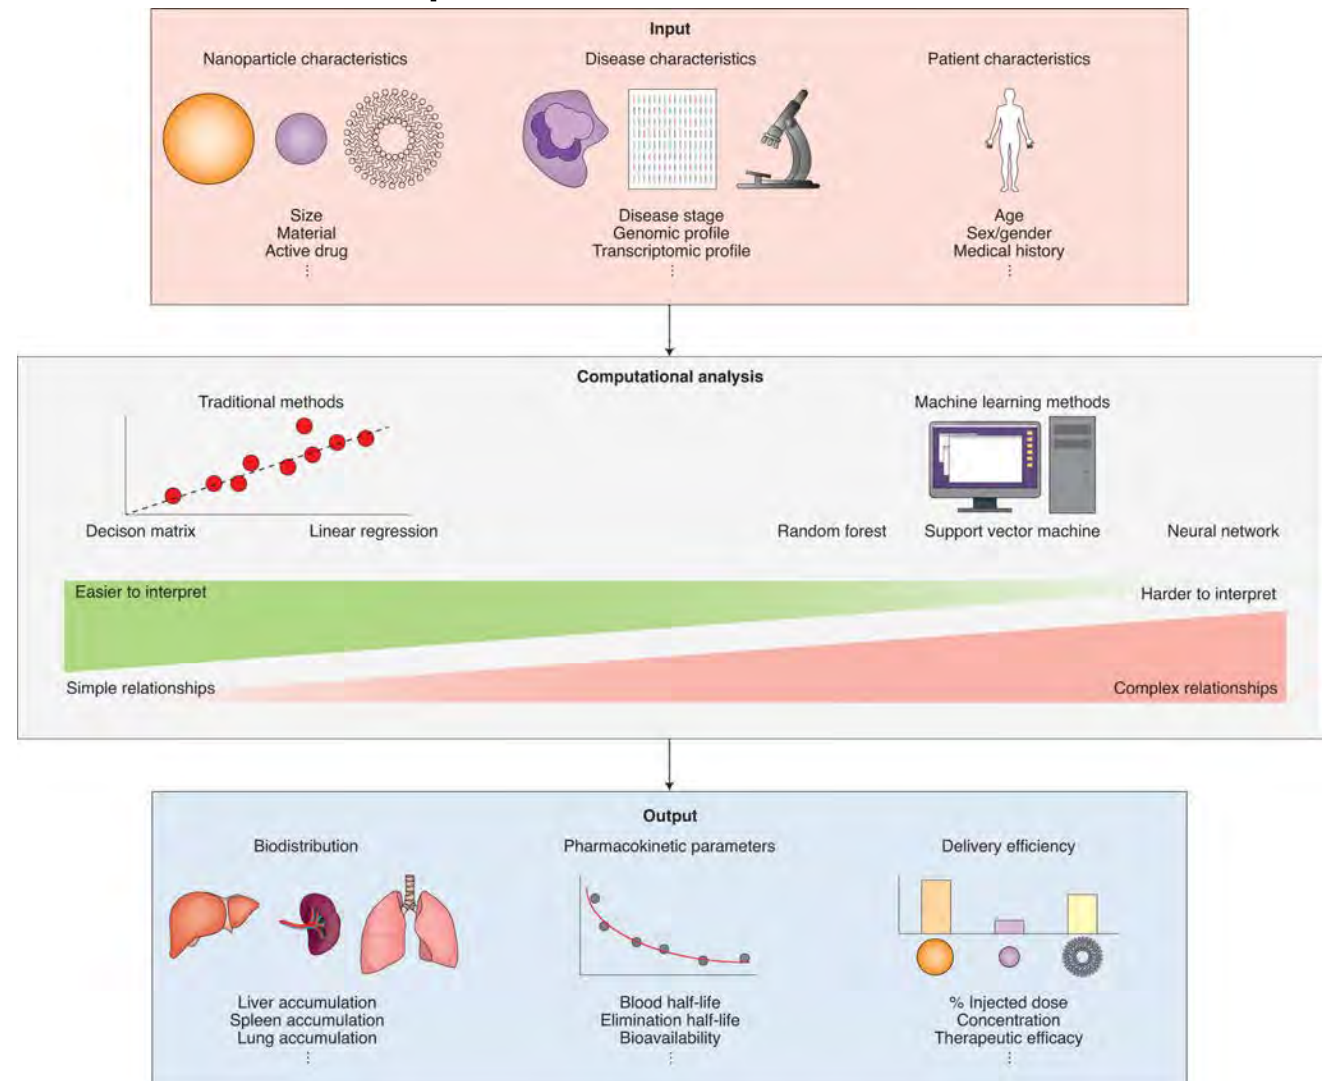 Input
Nanoparticle characteristics
Disease characteristics
Patient characteristics
Size
Material
Active drug
⋮
Disease stage
Genomic profile
Transcriptomic profile
⋮
Age
Sex/gender
Medical history
⋮
Computational analysis
Traditional methods
Machine learning methods
Decison matrix
Linear regression
Random forest
Support vector machine
Neural network
Easier to interpret
Harder to interpret
Simple relationships
Complex relationships
Output
Biodistribution
Pharmacokinetic parameters
Delivery efficiency
Liver accumulation
Spleen accumulation
Lung accumulation
⋮
Blood half-life
Elimination half-life
Bioavailability
⋮
% Injected dose
Concentration
Therapeutic efficacy
⋮